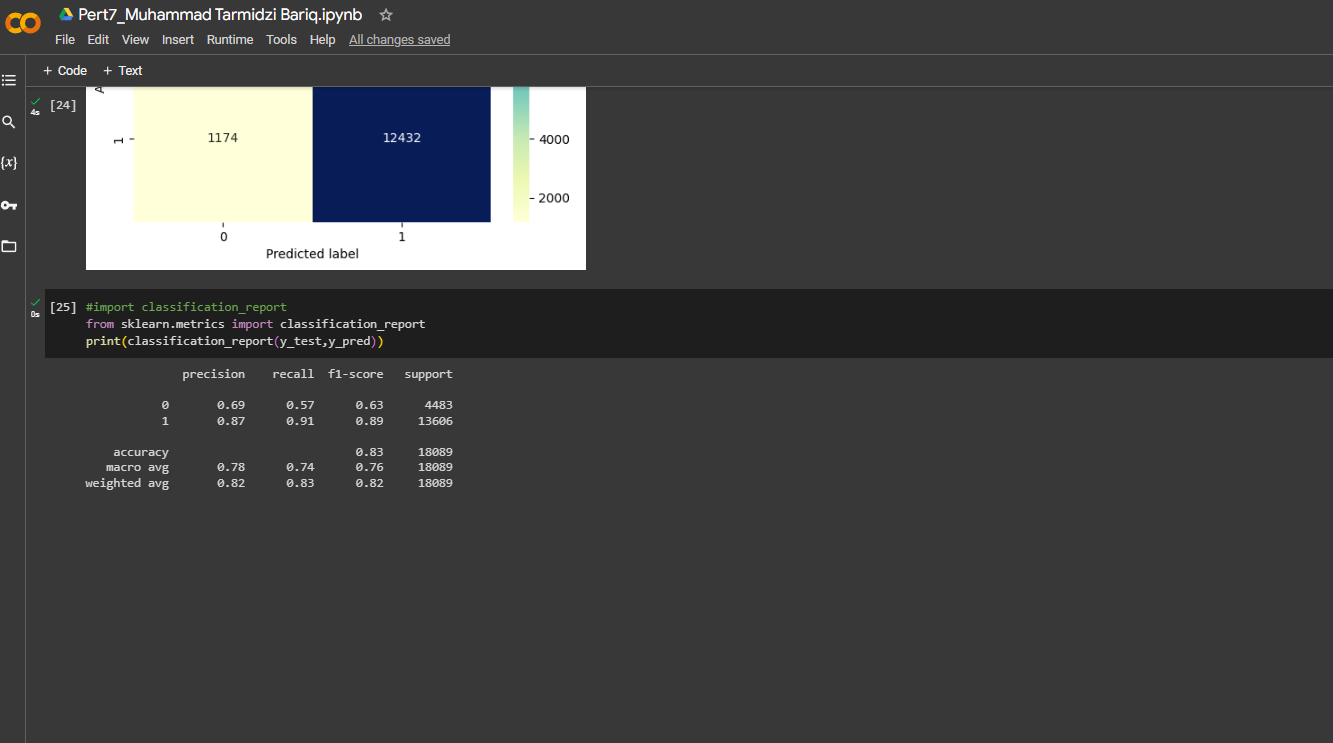 Pert7_Muhammad Tarmidzi Bariq.ipynb
File Edit View Insert Runtime Tools Help All changes saved
+ Code + Text
4s [24]
A
1 1174 12432 4000
2000
0 1
Predicted label
{x}
0s [25] #import classification_report
from sklearn.metrics import classification_report
print(classification_report(y_test,y_pred))
precision recall f1-score support
0 0.69 0.57 0.63 4483
1 0.87 0.91 0.89 13606
accuracy 0.83 18089
macro avg 0.78 0.74 0.76 18089
weighted avg 0.82 0.83 0.82 18089